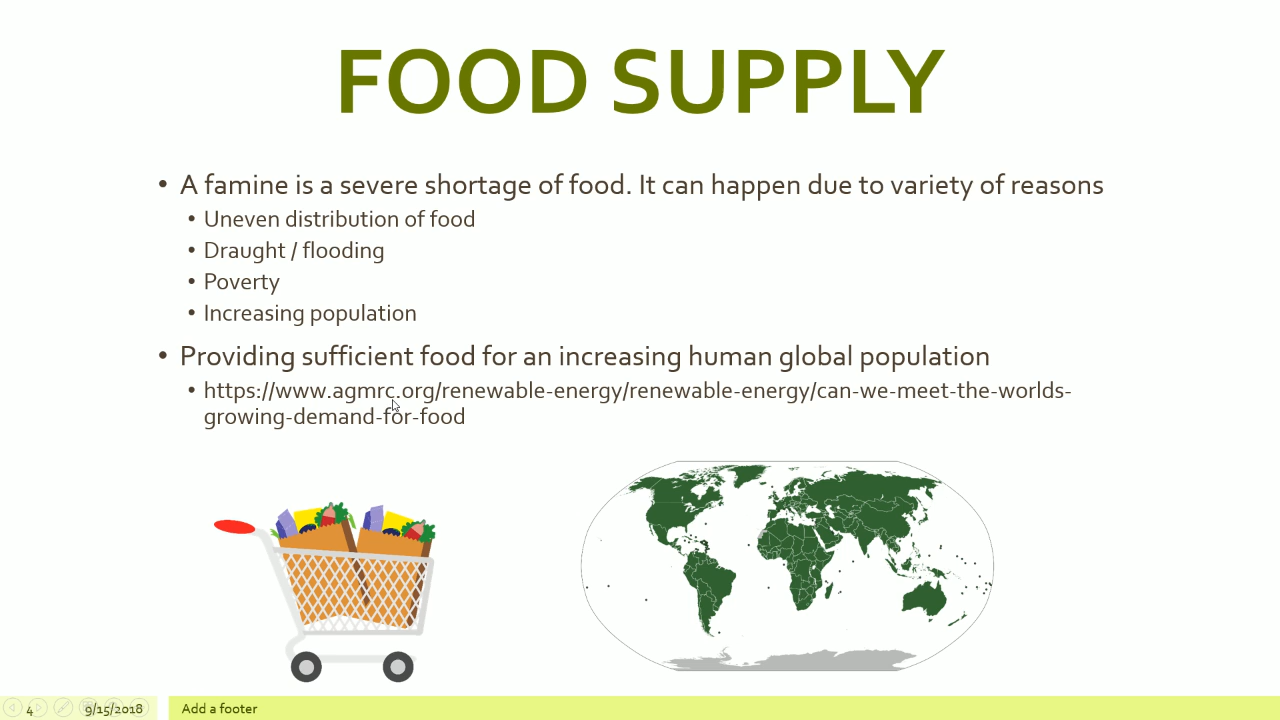 FOOD SUPPLY
• A famine is a severe shortage of food. It can happen due to variety of reasons
• Uneven distribution of food
• Draught / flooding
• Poverty
• Increasing population
• Providing sufficient food for an increasing human global population
• https://www.agmrc.org/renewable-energy/renewable-energy/can-we-meet-the-worlds-
growing-demand-for-food
4 9/15/2018 Add a footer